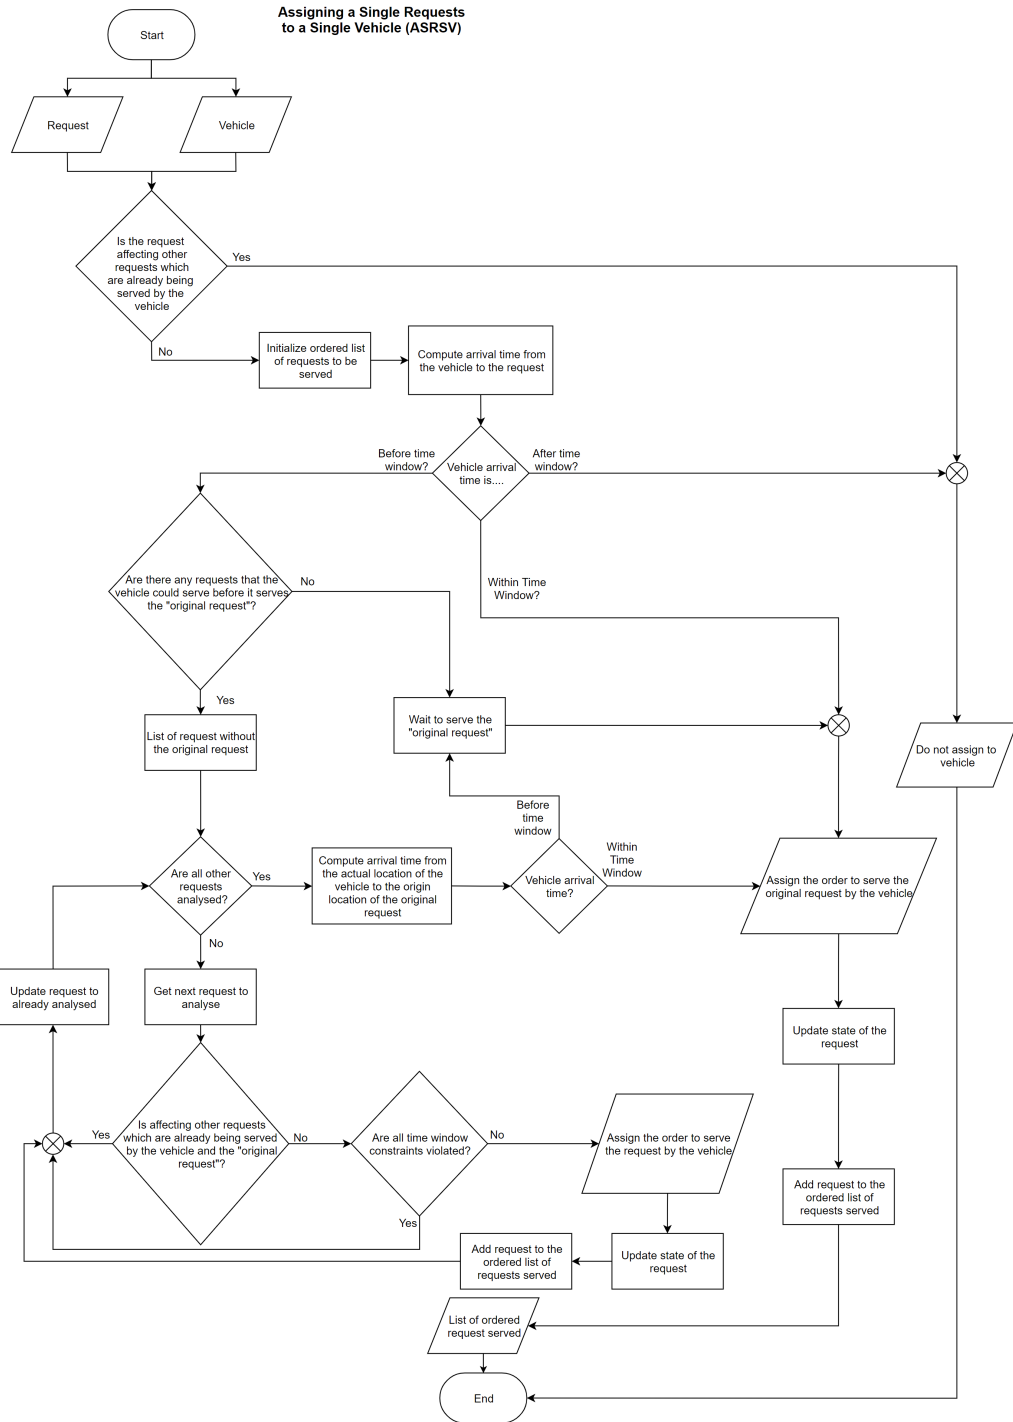 Assigning a Single Requests
to a Single Vehicle (ASRSV)
Start
Request
Vehicle
Is the request
affecting other
requests which
are already being
served by the
vehicle
Yes
No
Initialize ordered list
of requests to be
served
Compute arrival time from
the vehicle to the request
Before time
window?
Vehicle arrival
time is....
After time
window?
Are there any requests that the
vehicle could serve before it serves
the "original request"?
No
Within Time
Window?
Yes
List of request without
the original request
Wait to serve the
"original request"
Do not assign to
vehicle
Before
time
window
Are all other
requests
analysed?
Yes
Compute arrival time from
the actual location of the
vehicle to the origin
location of the original
request
Vehicle arrival
time?
Within
Time
Window
Assign the order to serve the
original request by the vehicle
No
Update request to
already analysed
Get next request to
analyse
Update state of the
request
Yes
Is affecting other requests
which are already being served
by the vehicle and the "original
request"?
No
Are all time window
constraints violated?
No
Assign the order to serve
the request by the vehicle
Yes
Add request to the
ordered list of
requests served
Add request to the
ordered list of
requests served
Update state of the
request
List of ordered
request served
End